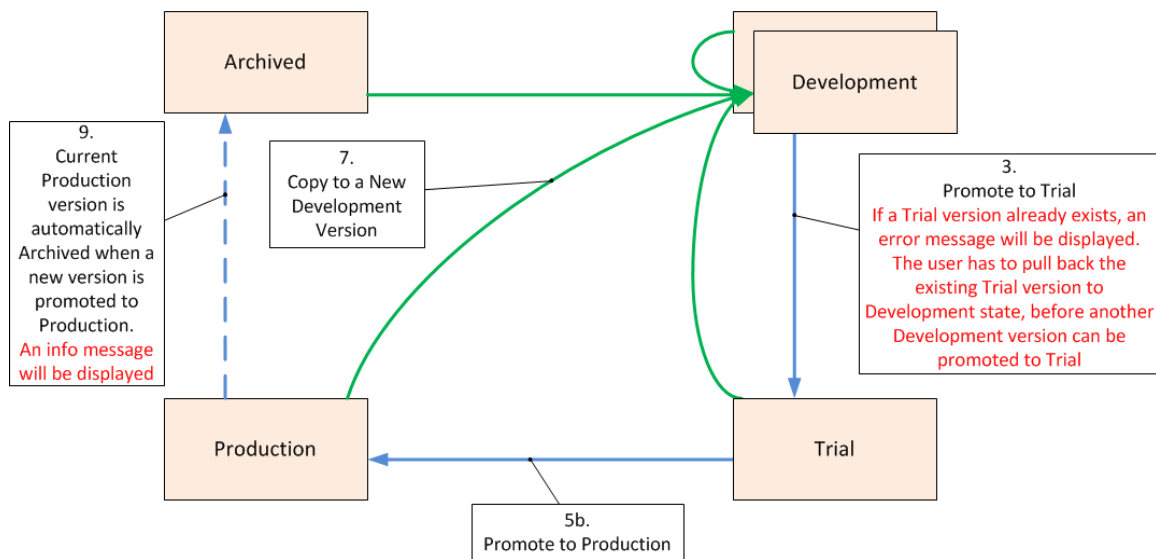 Archived
Development
9.
Current
Production
version is
automatically
Archived when a
new version is
promoted to
Production.
An info message
will be displayed
7.
Copy to a New
Development
Version
3.
Promote to Trial
If a Trial version already exists, an
error message will be displayed.
The user has to pull back the
existing Trial version to
Development state, before another
Development version can be
promoted to Trial
Production
Trial
5b.
Promote to Production